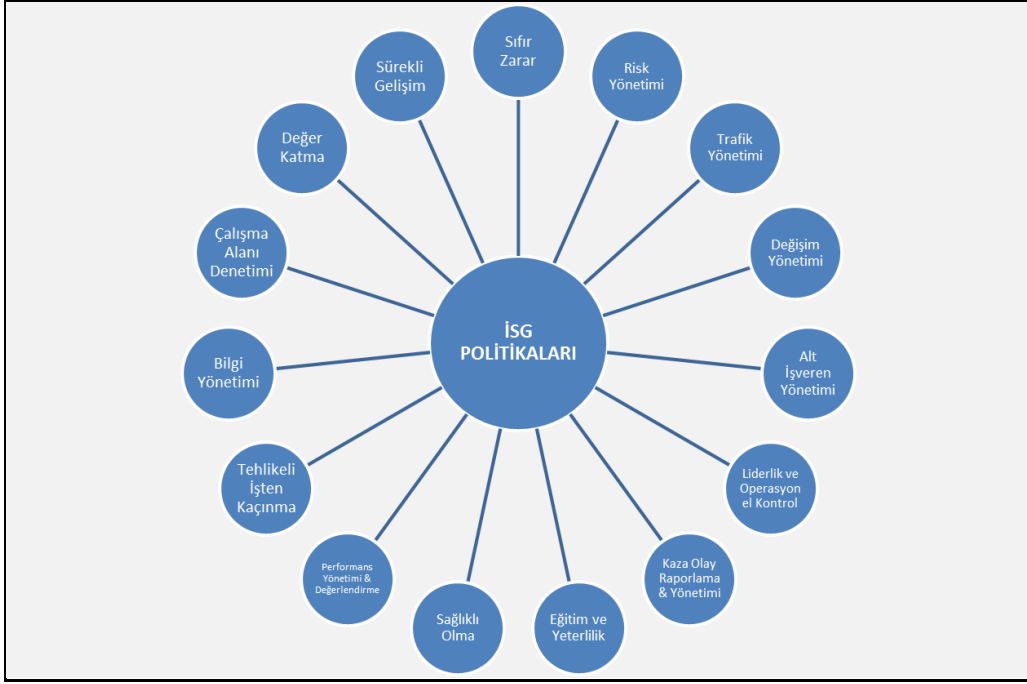 Sıfır
Zarar
Risk
Yönetimi
Trafik
Yönetimi
Değişim
Yönetimi
Alt
İşveren
Yönetimi
Liderlik ve
Operasyon
el Kontrol
Kaza Olay
Raporlama
& Yönetimi
Eğitim ve
Yeterlilik
Sağlıklı
Olma
Performans
Yönetimi &
Değerlendirme
Tehlikeli
İşten
Kaçınma
Bilgi
Yönetimi
Çalışma
Alanı
Denetimi
Değer
Katma
Sürekli
Gelişim
İSG
POLİTİKALARI